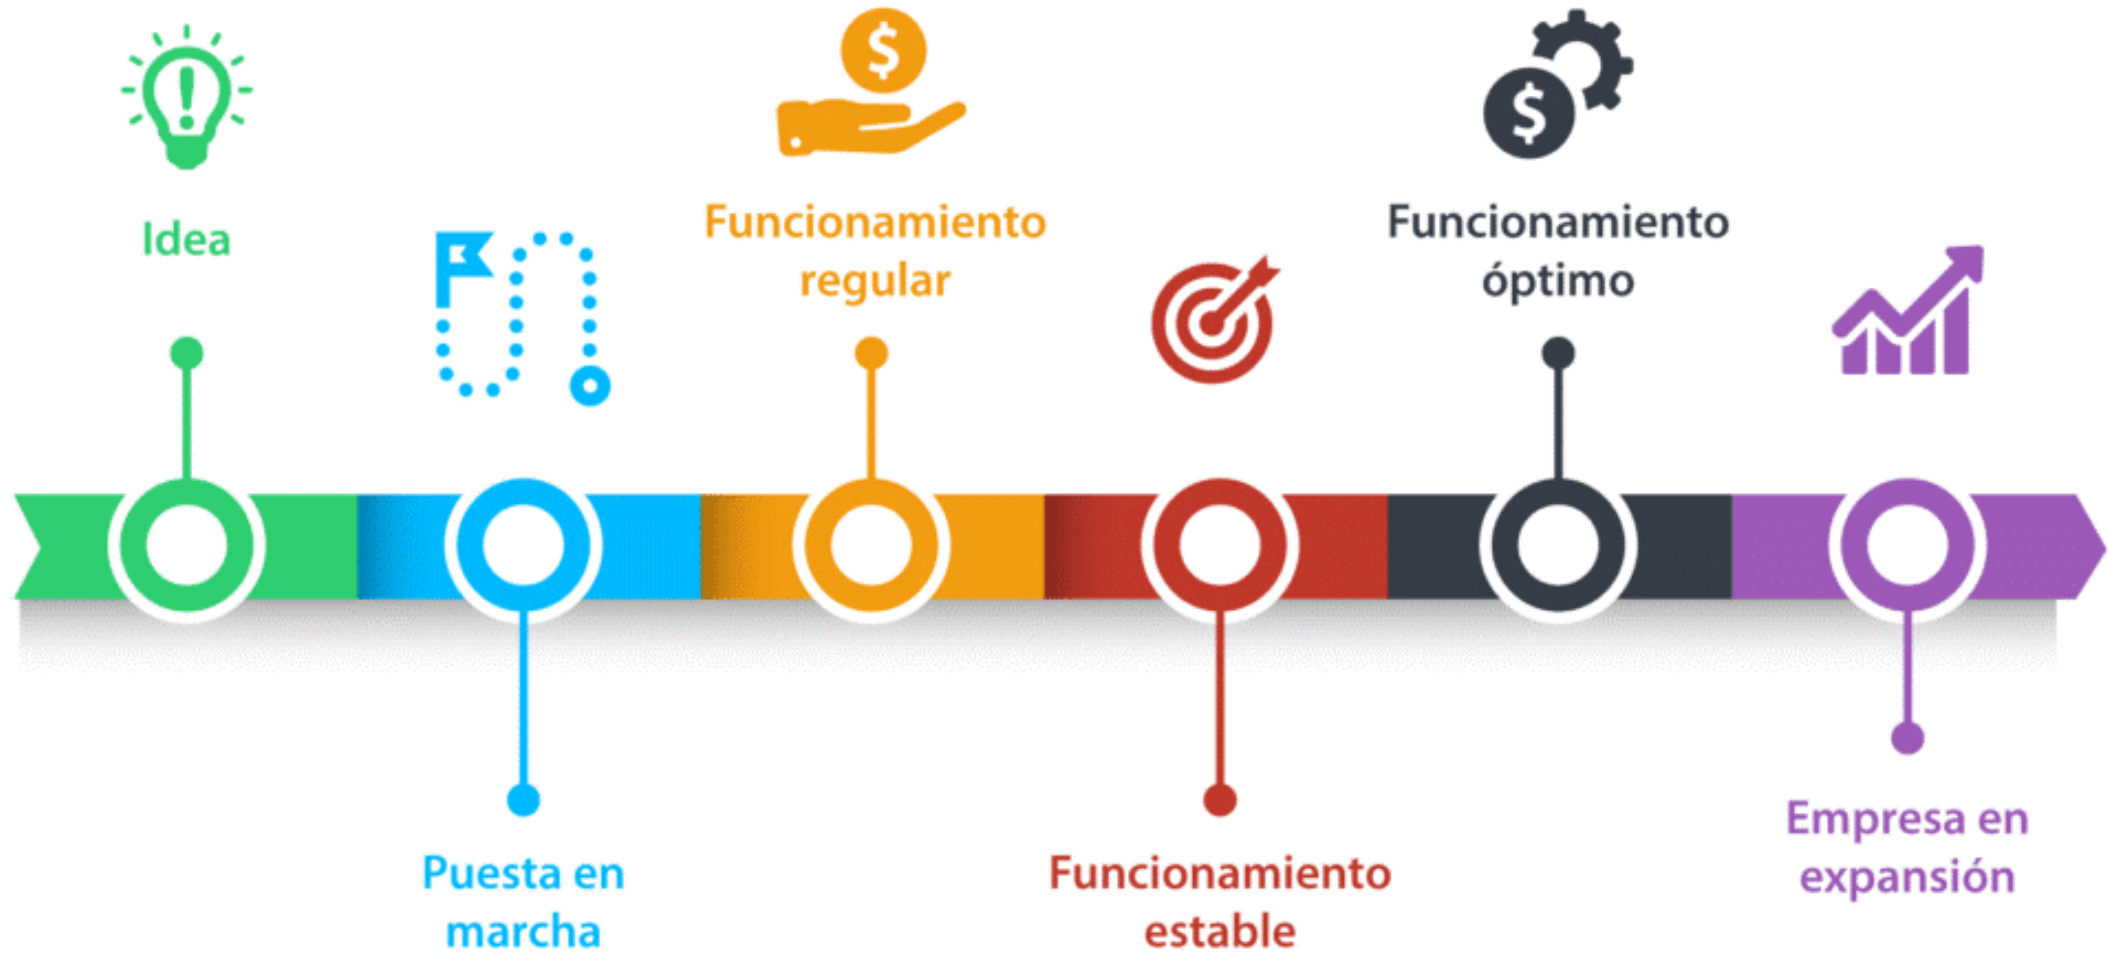 Idea
Puesta en
marcha
Funcionamiento
regular
Funcionamiento
estable
Funcionamiento
óptimo
Empresa en
expansión